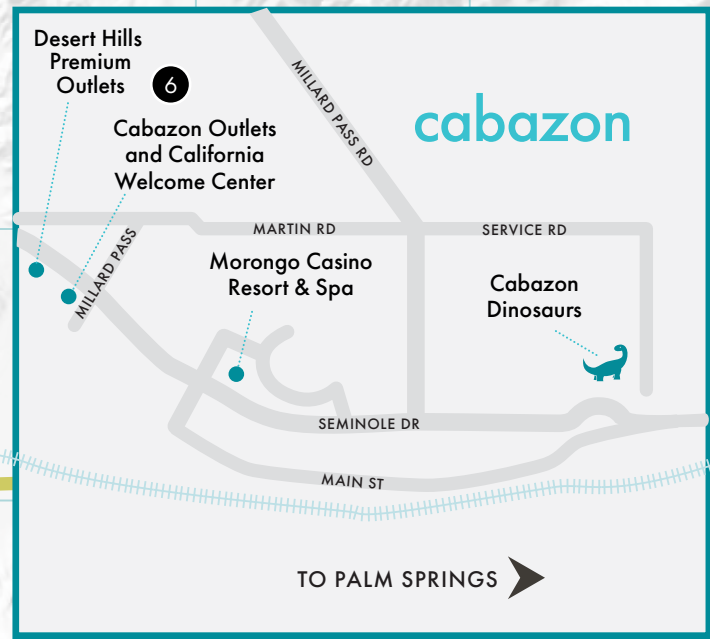 Desert Hills
Premium
Outlets
6
Cabazon Outlets
and California
Welcome Center
MILLARD PASS RD
cabazon
MARTIN RD
SERVICE RD
MILLARD PASS
Morongo Casino
Resort & Spa
Cabazon
Dinosaurs
SEMINOLE DR
MAIN ST
TO PALM SPRINGS